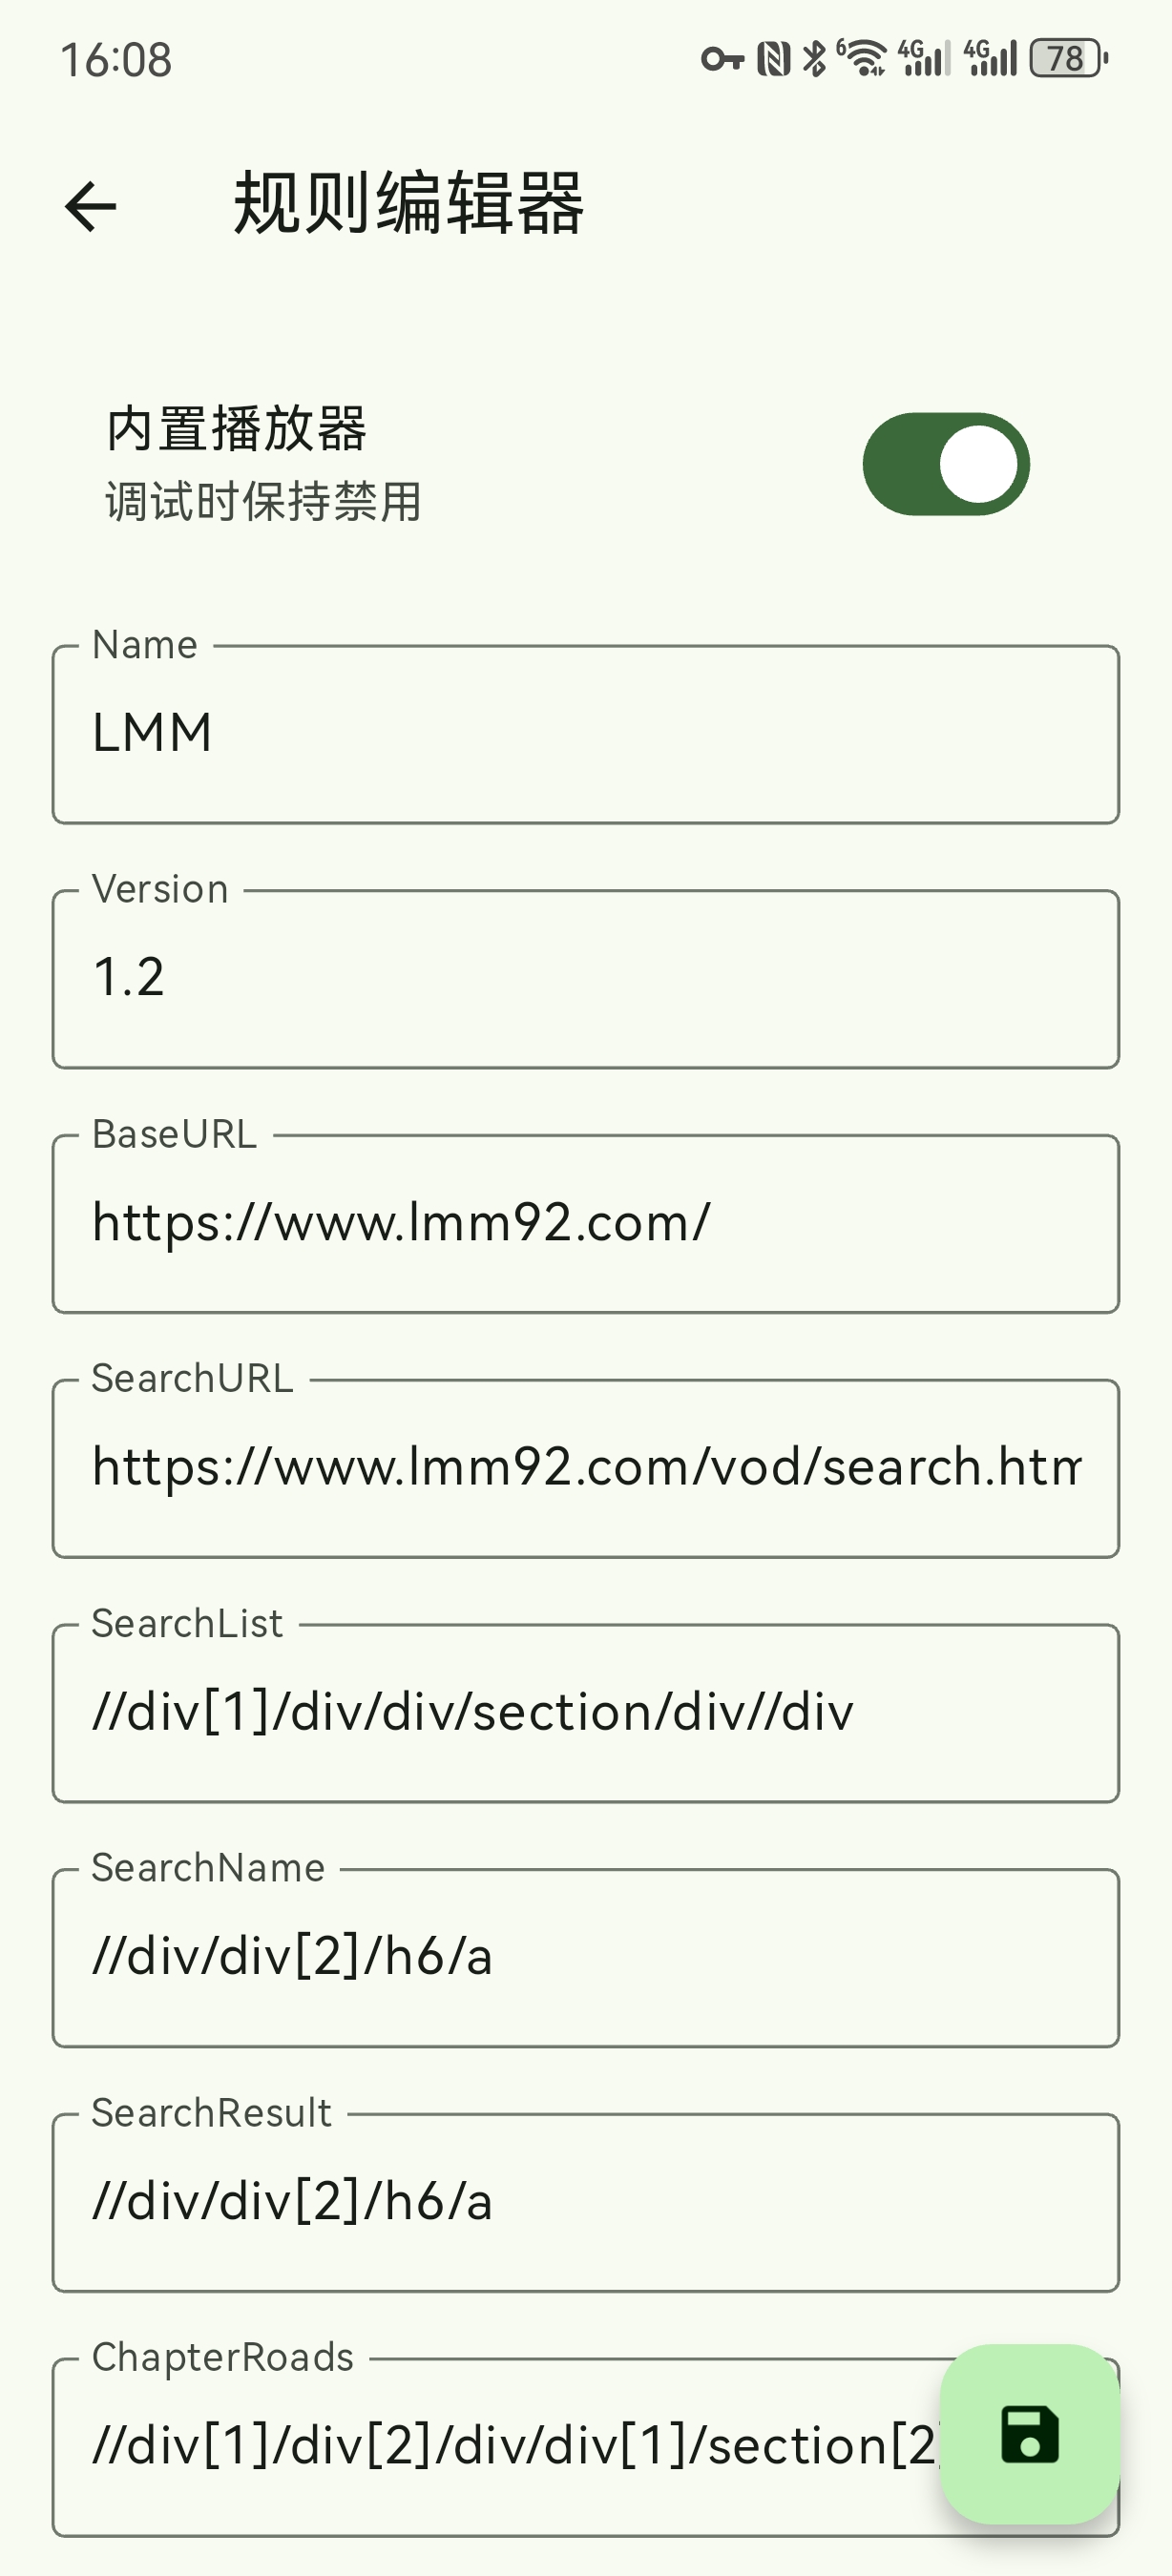 16:08
6 4G 4G 78
规则编辑器
内置播放器
调试时保持禁用
Name
LMM
Version
1.2
BaseURL
https://www.lmm92.com/
SearchURL
https://www.lmm92.com/vod/search.htm
SearchList
//div[1]/div/div/section/div//div
SearchName
//div/div[2]/h6/a
SearchResult
//div/div[2]/h6/a
ChapterRoads
//div[1]/div[2]/div/div[1]/section[2]